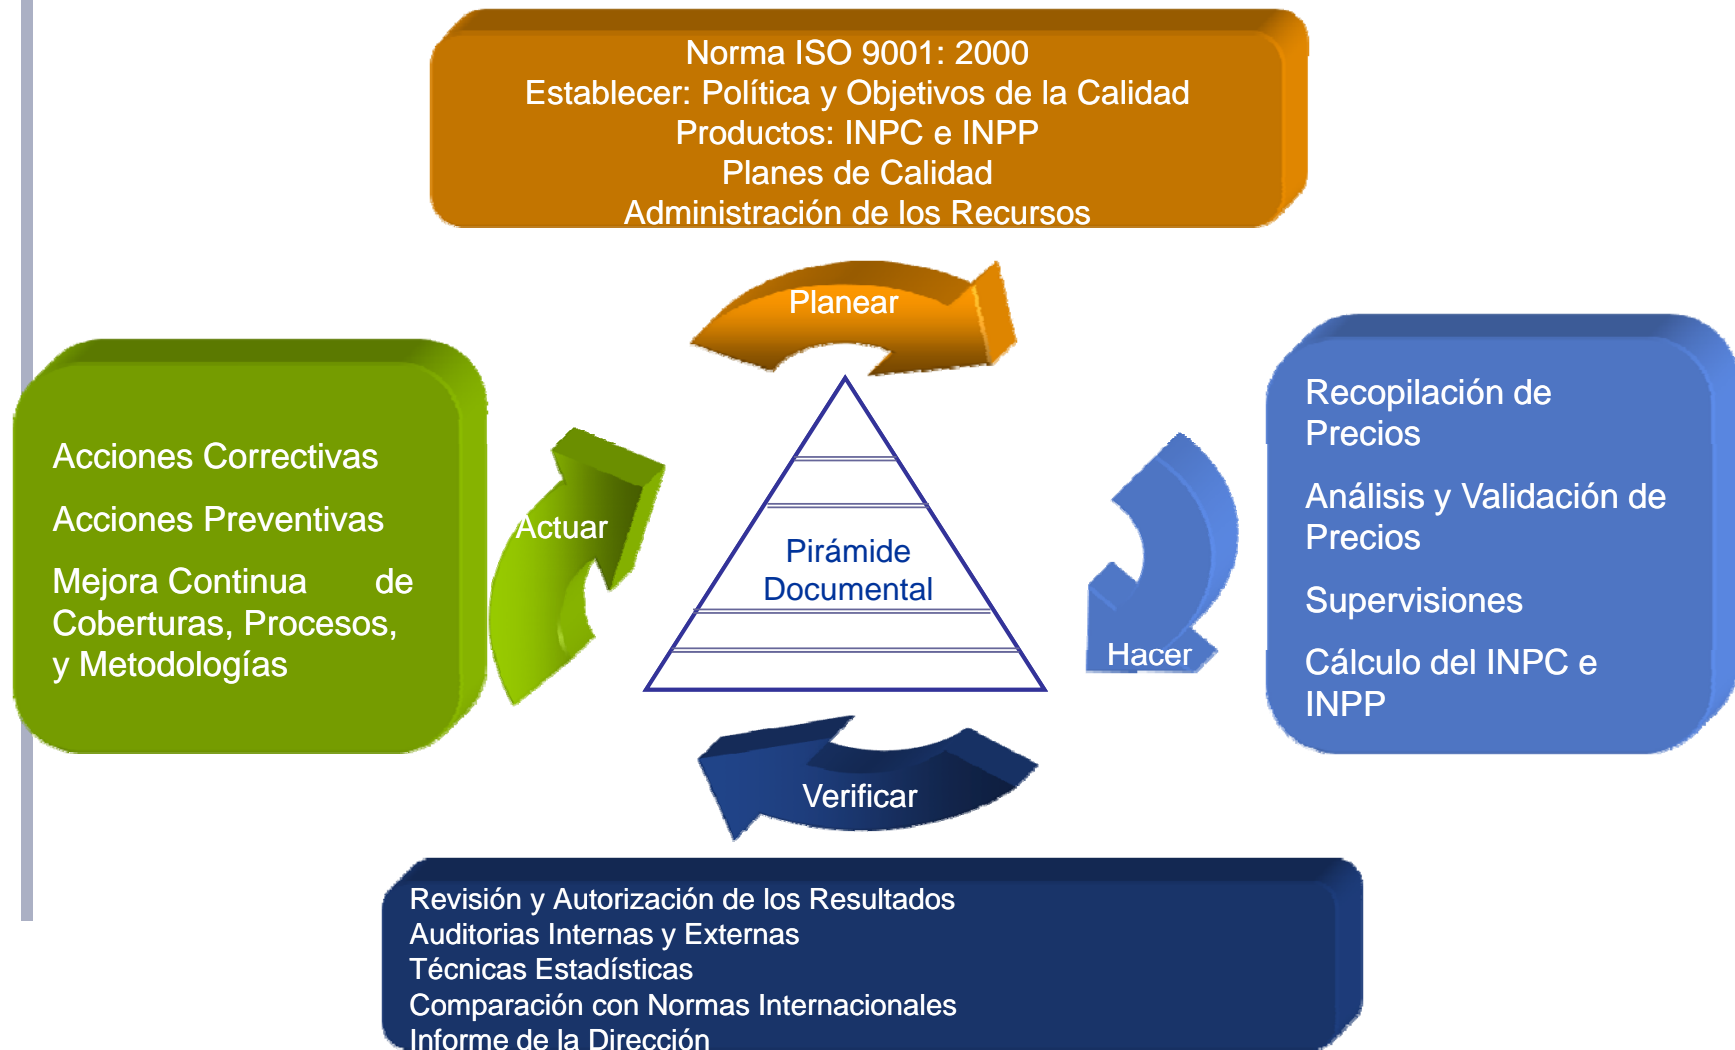 Norma ISO 9001: 2000
Establecer: Política y Objetivos de la Calidad
Productos: INPC e INPP
Planes de Calidad
Administración de los Recursos
Planear
Acciones Correctivas
Acciones Preventivas
Mejora Continua de
Coberturas, Procesos,
y Metodologías
Actuar
Pirámide
Documental
Hacer
Recopilación de
Precios
Análisis y Validación de
Precios
Supervisiones
Cálculo del INPC e
INPP
Verificar
Revisión y Autorización de los Resultados
Auditorias Internas y Externas
Técnicas Estadísticas
Comparación con Normas Internacionales
Informe de la Dirección